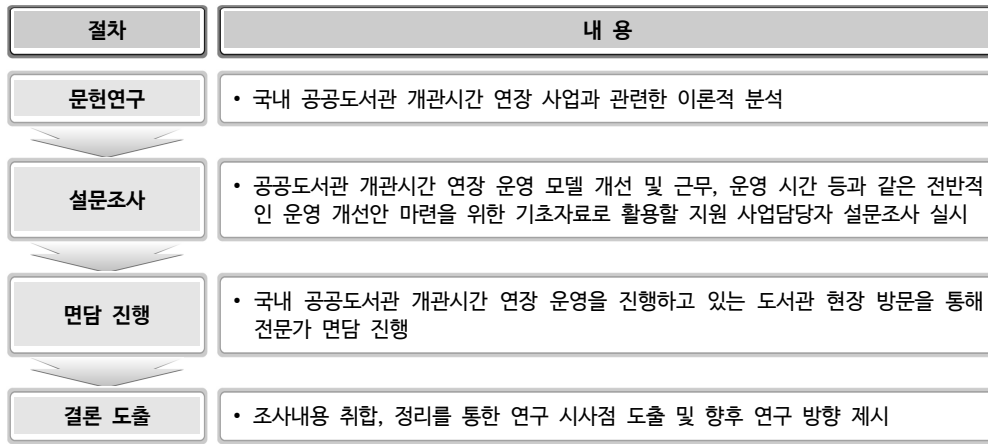 절차
내 용
문헌연구
• 국내 공공도서관 개관시간 연장 사업과 관련한 이론적 분석
설문조사
• 공공도서관 개관시간 연장 운영 모델 개선 및 근무, 운영 시간 등과 같은 전반적
인 운영 개선안 마련을 위한 기초자료로 활용할 지원 사업담당자 설문조사 실시
면담 진행
• 국내 공공도서관 개관시간 연장 운영을 진행하고 있는 도서관 현장 방문을 통해
전문가 면담 진행
결론 도출
• 조사내용 취합, 정리를 통한 연구 시사점 도출 및 향후 연구 방향 제시